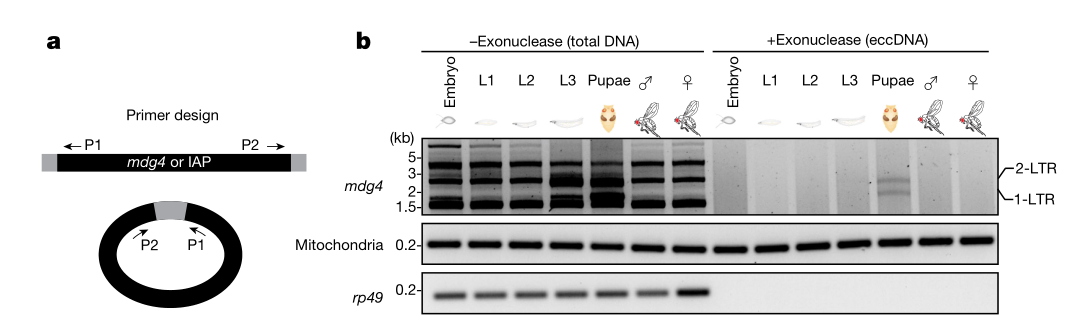 a
Primer design
P1 P2
mdg4 or IAP
P2 P1
b
–Exonuclease (total DNA) +Exonuclease (eccDNA)
Embryo L1 L2 L3 Pupae ♂ ♀ Embryo L1 L2 L3 Pupae ♂ ♀
(kb)
5
3
2
1.5
mdg4
2-LTR
1-LTR
Mitochondria 0.2
rp49 0.2